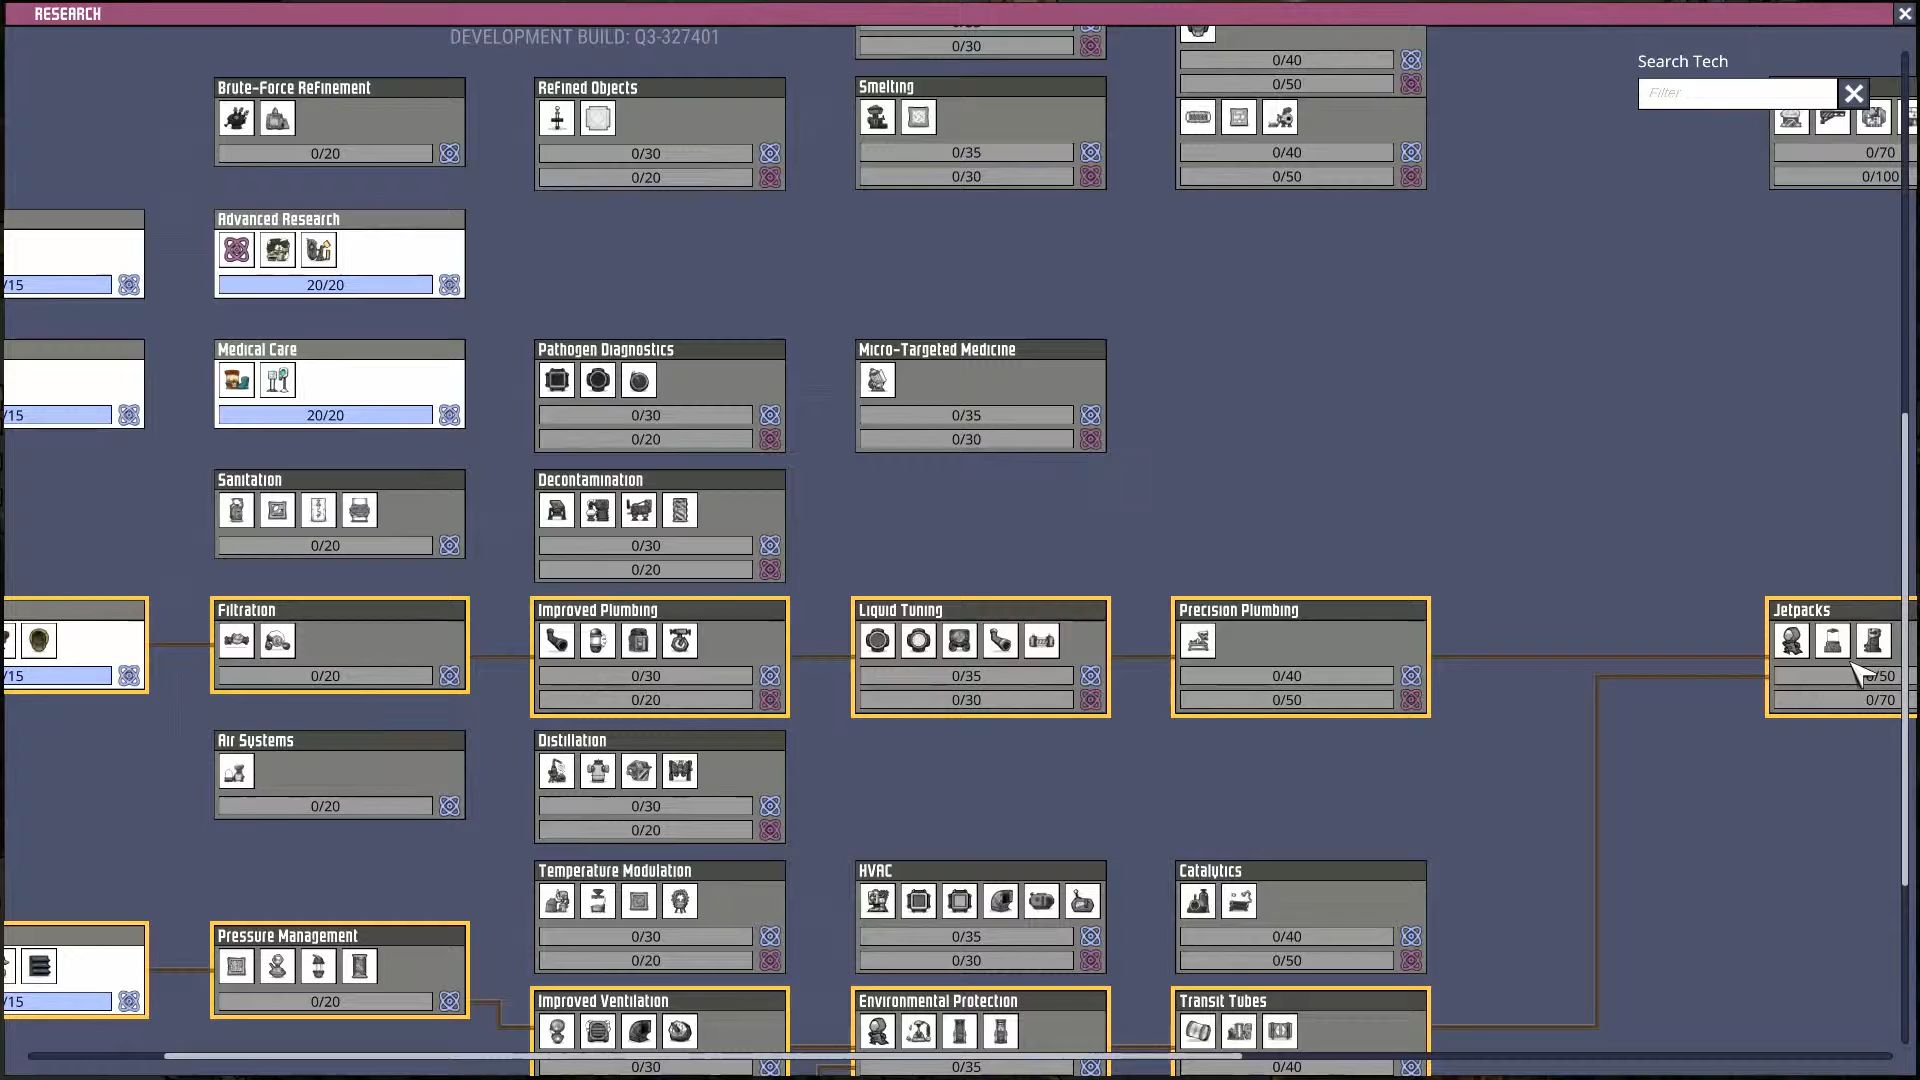 RESEARCH
DEVELOPMENT BUILD: Q3-327401
Search Tech
Filter
0/30
0/40
0/50
Brute-Force Refinement
0/20
Refined Objects
0/30
0/20
Smelting
0/35
0/30
0/40
0/50
0/70
0/100
/15
Advanced Research
20/20
/15
Medical Care
20/20
Pathogen Diagnostics
0/30
0/20
Micro-Targeted Medicine
0/35
0/30
Sanitation
0/20
Decontamination
0/30
0/20
/15
Filtration
0/20
Improved Plumbing
0/30
0/20
Liquid Tuning
0/35
0/30
Precision Plumbing
0/40
0/50
Jetpacks
0/50
0/70
Air Systems
0/20
Distillation
0/30
0/20
Temperature Modulation
0/30
0/20
HVAC
0/35
0/30
Catalytics
0/40
0/50
/15
Pressure Management
0/20
Improved Ventilation
0/30
Environmental Protection
0/35
Transit Tubes
0/40